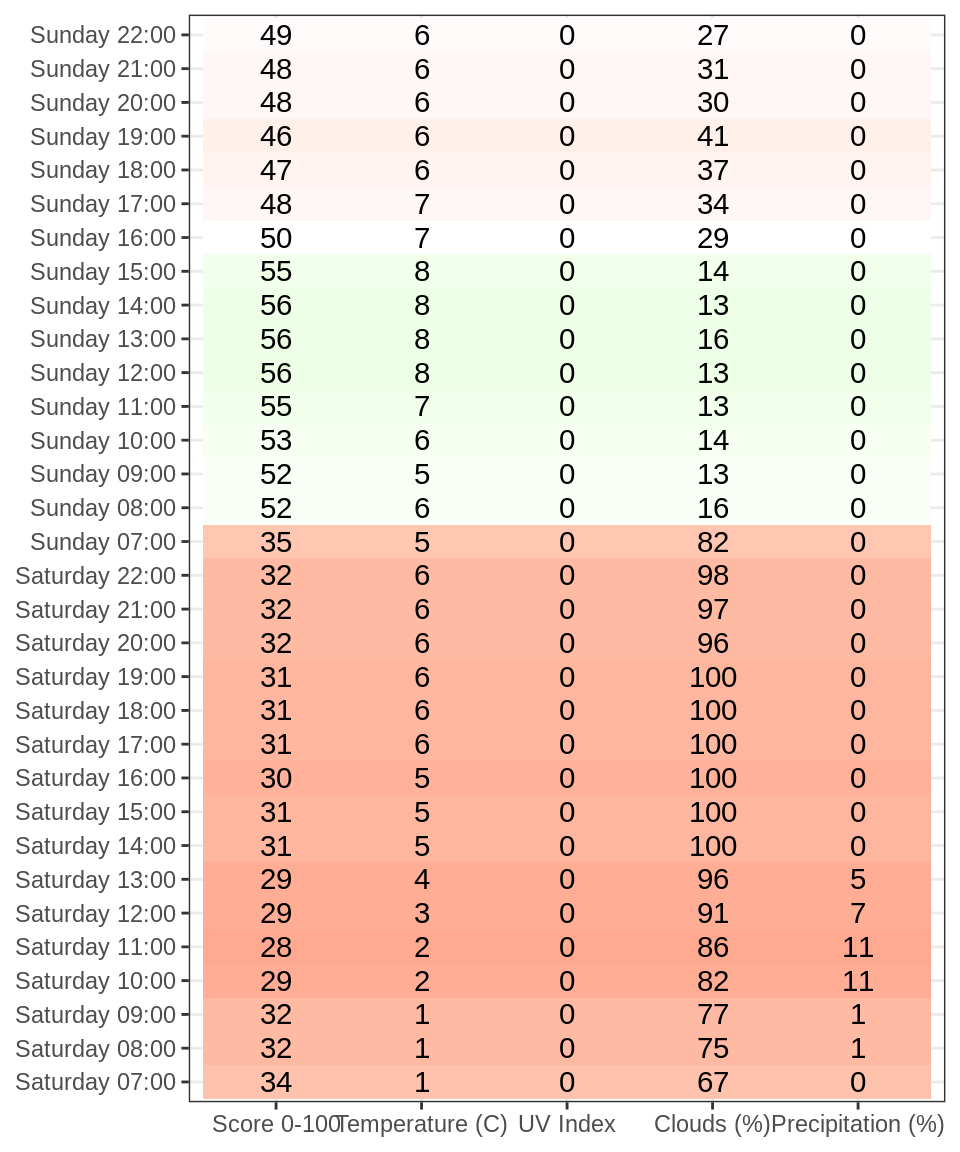 Sunday 22:00 49 6 0 27 0
Sunday 21:00 48 6 0 31 0
Sunday 20:00 48 6 0 30 0
Sunday 19:00 46 6 0 41 0
Sunday 18:00 47 6 0 37 0
Sunday 17:00 48 7 0 34 0
Sunday 16:00 50 7 0 29 0
Sunday 15:00 55 8 0 14 0
Sunday 14:00 56 8 0 13 0
Sunday 13:00 56 8 0 16 0
Sunday 12:00 56 8 0 13 0
Sunday 11:00 55 7 0 13 0
Sunday 10:00 53 6 0 14 0
Sunday 09:00 52 5 0 13 0
Sunday 08:00 52 6 0 16 0
Sunday 07:00 35 5 0 82 0
Saturday 22:00 32 6 0 98 0
Saturday 21:00 32 6 0 97 0
Saturday 20:00 32 6 0 96 0
Saturday 19:00 31 6 0 100 0
Saturday 18:00 31 6 0 100 0
Saturday 17:00 31 6 0 100 0
Saturday 16:00 30 5 0 100 0
Saturday 15:00 31 5 0 100 0
Saturday 14:00 31 5 0 100 0
Saturday 13:00 29 4 0 96 5
Saturday 12:00 29 3 0 91 7
Saturday 11:00 28 2 0 86 11
Saturday 10:00 29 2 0 82 11
Saturday 09:00 32 1 0 77 1
Saturday 08:00 32 1 0 75 1
Saturday 07:00 34 1 0 67 0
Score 0-100 Temperature (C) UV Index Clouds (%) Precipitation (%)